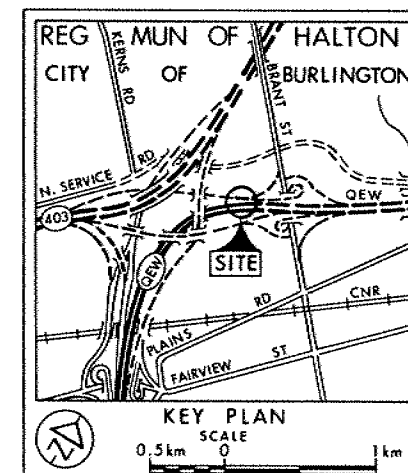 REG MUN OF HALTON
CITY OF BURLINGTON
KERNS RD
BRANT ST
N. SERVICE RD
403
QEW
QEW
SITE
PLAINS RD
CNR
FAIRVIEW ST
KEY PLAN
SCALE
0.5km 0 1km